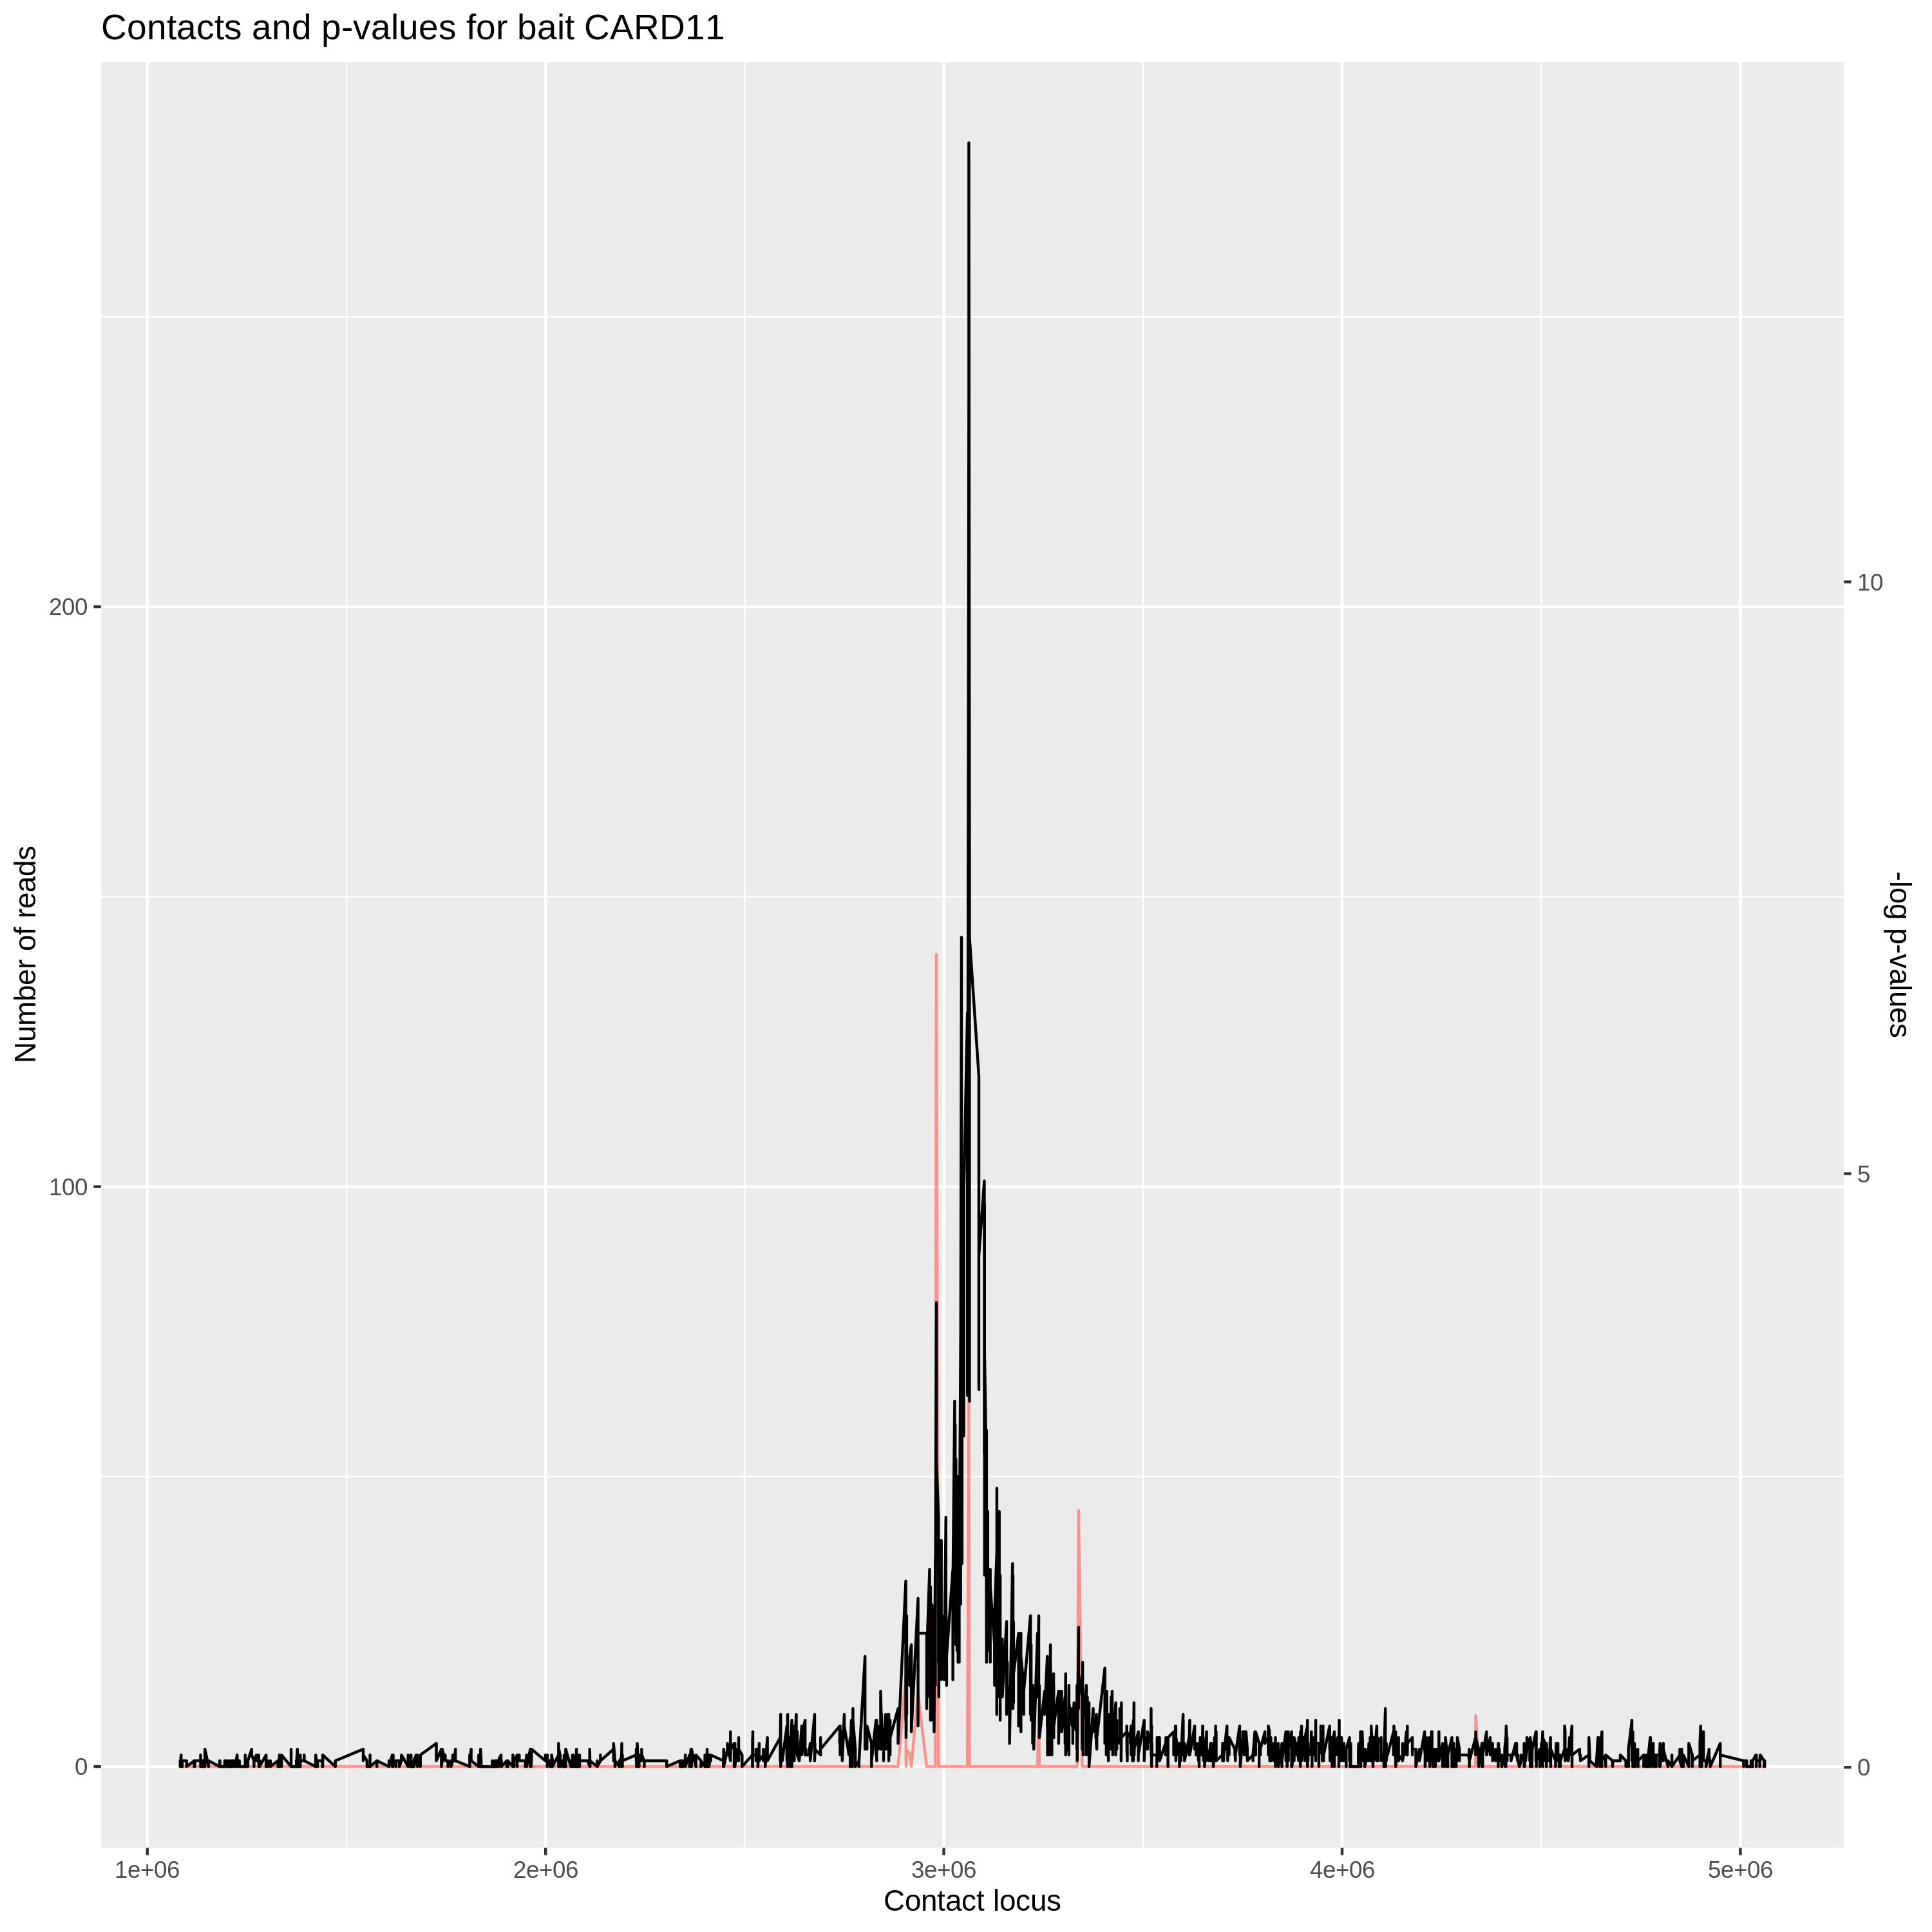 Contacts and p-values for bait CARD11
Number of reads
200
100
0
10
5
0
-log p-values
1e+06
2e+06
3e+06
4e+06
5e+06
Contact locus